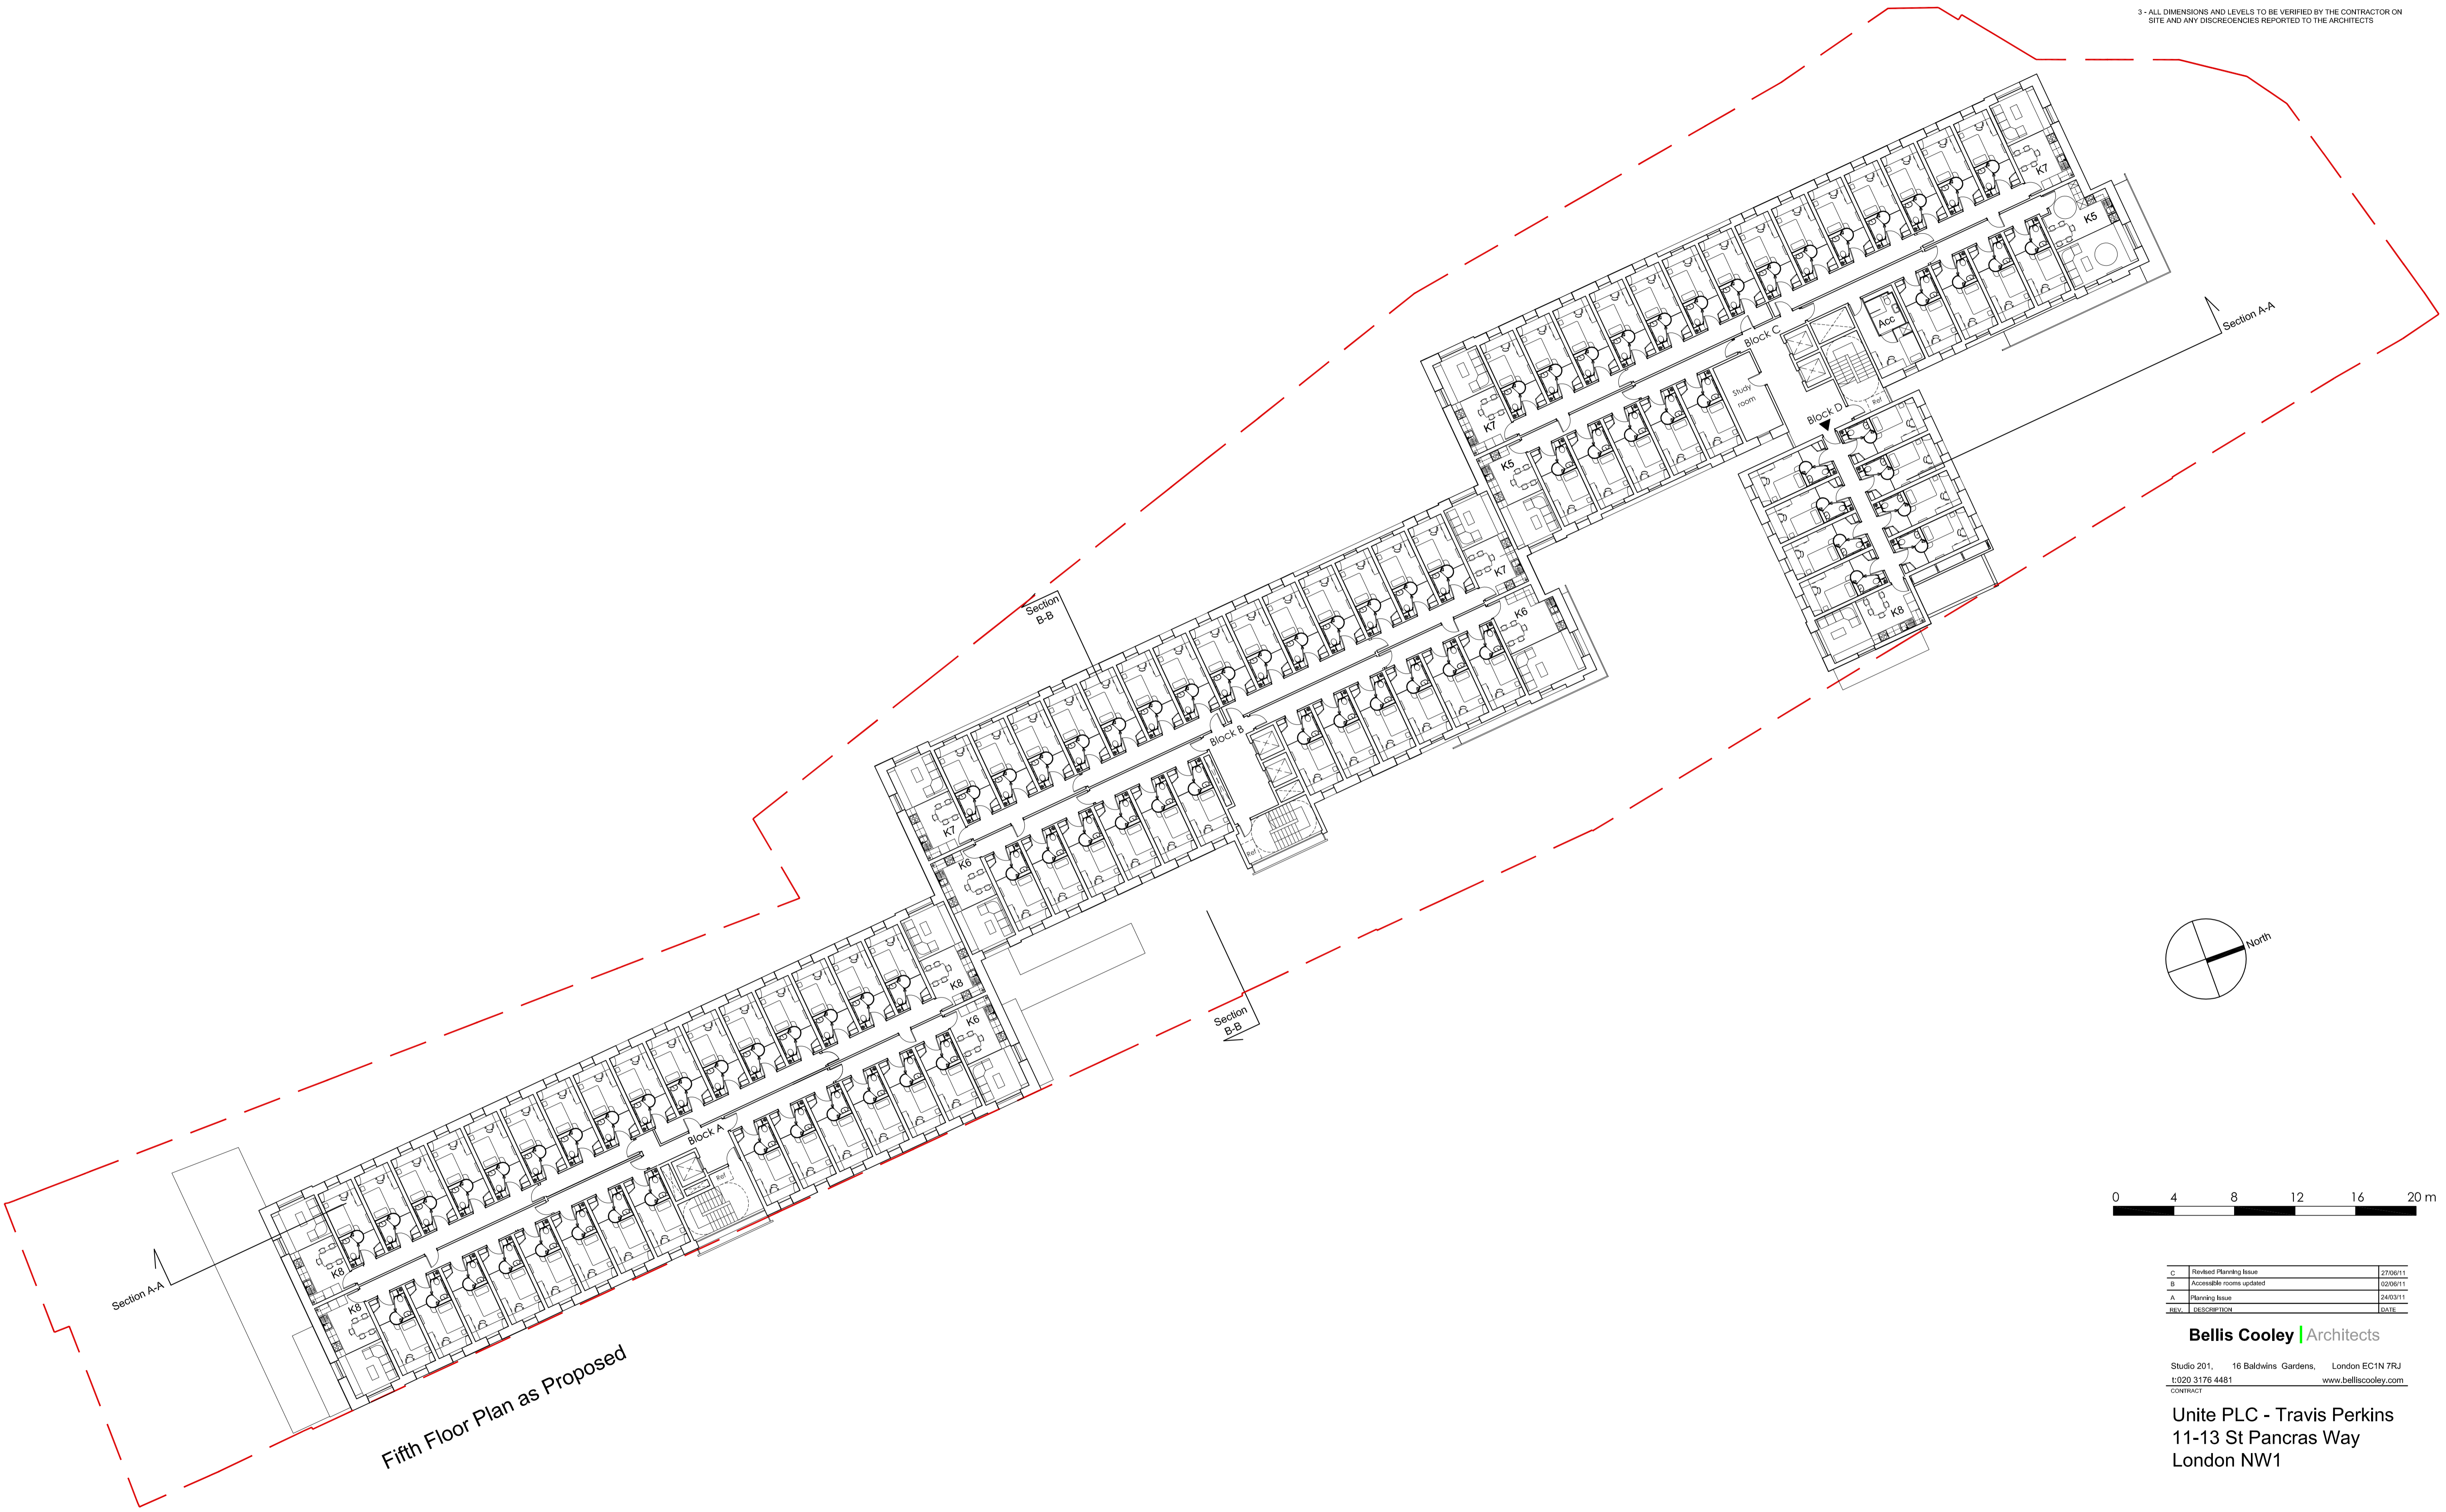 3 - ALL DIMENSIONS AND LEVELS TO BE VERIFIED BY THE CONTRACTOR ON
SITE AND ANY DISCREOENCIES REPORTED TO THE ARCHITECTS
K7
K5
Section A-A
Acc
Block C
Study
room
Ref
Block D
K7
K5
K8
Section
B-B
K7
K6
Block B
K7
K6
Ref
North
K8
K6
Section
B-B
Block A
Ref
K8
K8
Section A-A
Fifth Floor Plan as Proposed
0 4 8 12 16 20 m
C Revised Planning Issue 27/06/11
B Accessible rooms updated 02/06/11
A Planning Issue 24/03/11
REV. DESCRIPTION DATE
Bellis Cooley | Architects
Studio 201, 16 Baldwins Gardens, London EC1N 7RJ
t:020 3176 4481 www.belliscooley.com
CONTRACT
Unite PLC - Travis Perkins
11-13 St Pancras Way
London NW1